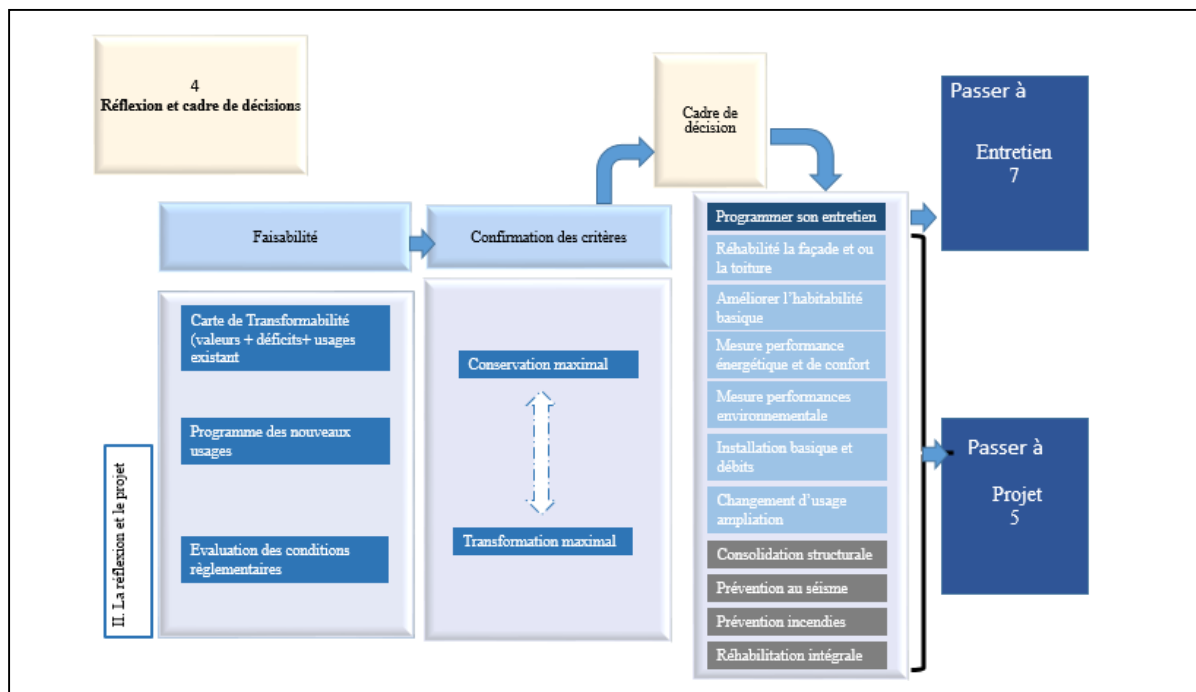 4
Réflexion et cadre de décisions
Cadre de
décision
Passer à
Entretien
7
Faisabilité
Confirmation des critères
Programmer son entretien
Réhabilité la façade et ou
la toiture
Améliorer l'habitabilité
basique
Mesure performance
énergétique et de confort
Mesure performances
environnementale
Installation basique et
débits
Changement d'usage
ampliation
Consolidation structurale
Prévention au séisme
Prévention incendies
Réhabilitation intégrale
Carte de Transformabilité
(valeurs + déficits+ usages
existant
Programme des nouveaux
usages
Evaluation des conditions
règlementaires
Conservation maximal
Transformation maximal
Passer à
Projet
5
II. La réflexion et le projet